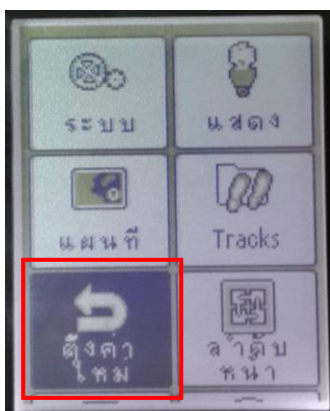 ระบบ
แสดง
แผนที่
Tracks
ตั้งค่า
ใหม่
ลำดับ
หน้า